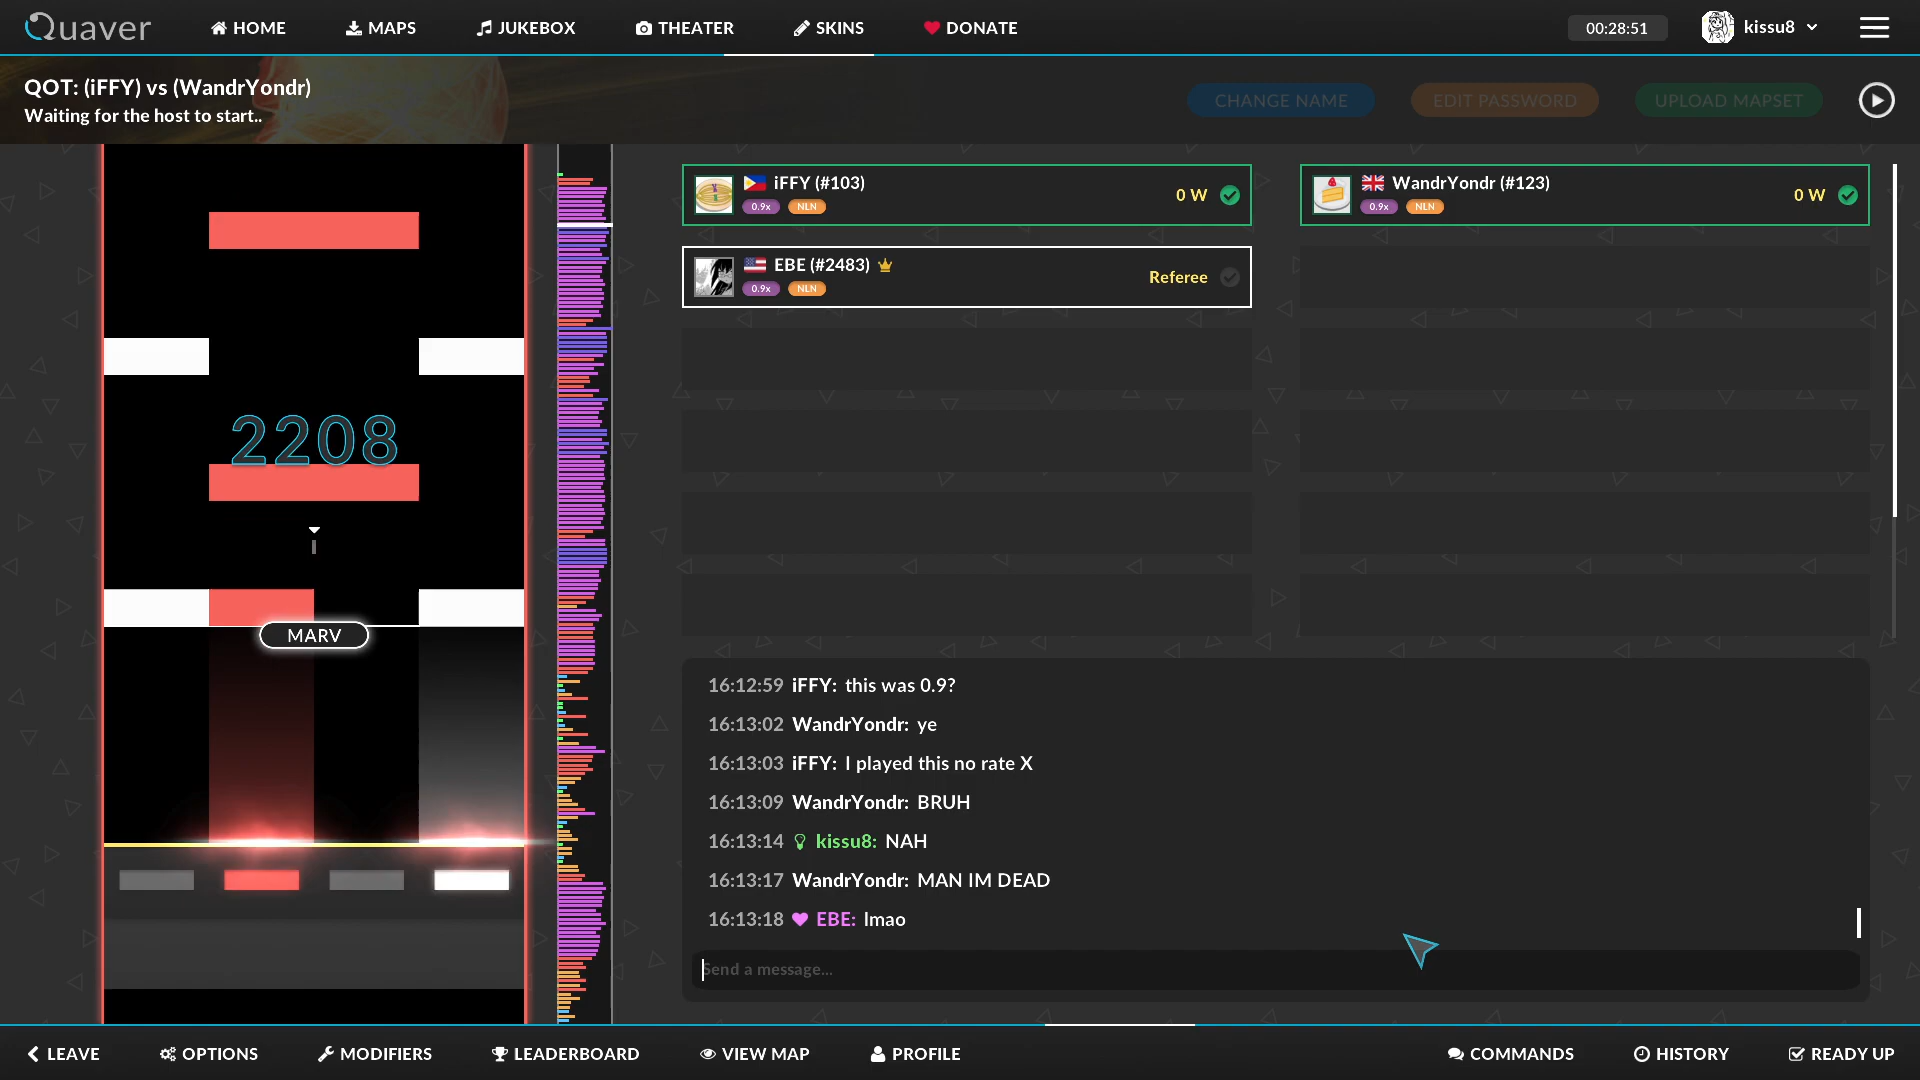 Quaver
HOME
MAPS
JUKEBOX
THEATER
SKINS
DONATE
00:28:51
kissu8
QOT: (iFFY) vs (WandrYondr)
Waiting for the host to start..
CHANGE NAME
EDIT PASSWORD
UPLOAD MAPSET
iFFY (#103)
0.9x
NLN
0 W
WandrYondr (#123)
0.9x
NLN
0 W
EBE (#2483)
0.9x
NLN
Referee
2208
MARV
16:12:59 iFFY: this was 0.9?
16:13:02 WandrYondr: ye
16:13:03 iFFY: I played this no rate X
16:13:09 WandrYondr: BRUH
16:13:14 kissu8: NAH
16:13:17 WandrYondr: MAN IM DEAD
16:13:18 EBE: lmao
Send a message...
LEAVE
OPTIONS
MODIFIERS
LEADERBOARD
VIEW MAP
PROFILE
COMMANDS
HISTORY
READY UP